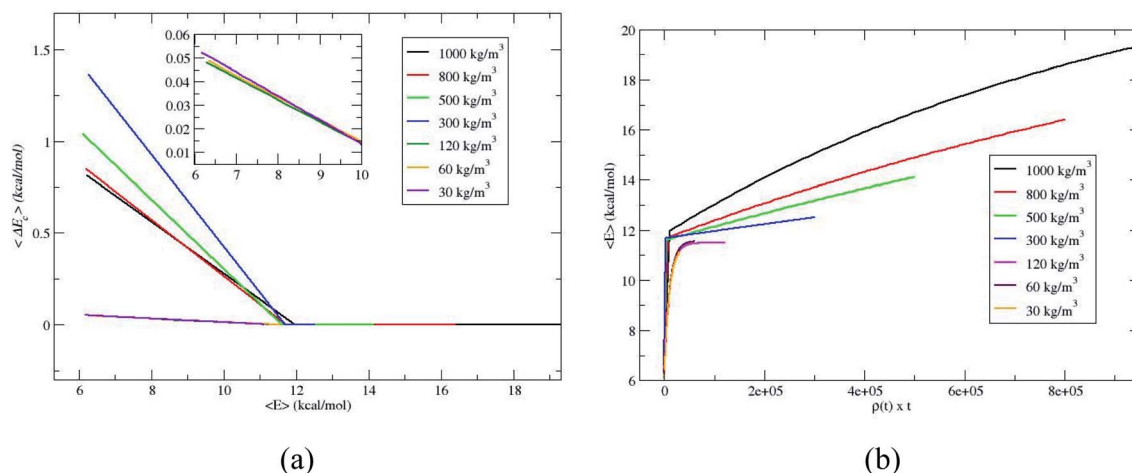 1.5
1
0.5
0
< ΔE_c > (kcal/mol)
6 8 10 12 14 16 18
<E> (kcal/mol)
0.06
0.05
0.04
0.03
0.02
0.01
6 7 8 9 10
1000 kg/m³
800 kg/m³
500 kg/m³
300 kg/m³
120 kg/m³
60 kg/m³
30 kg/m³
(a)
20
18
16
14
12
10
8
6
<E> (kcal/mol)
0 2e+05 4e+05 6e+05 8e+05
ρ(t) x t
1000 kg/m³
800 kg/m³
500 kg/m³
300 kg/m³
120 kg/m³
60 kg/m³
30 kg/m³
(b)